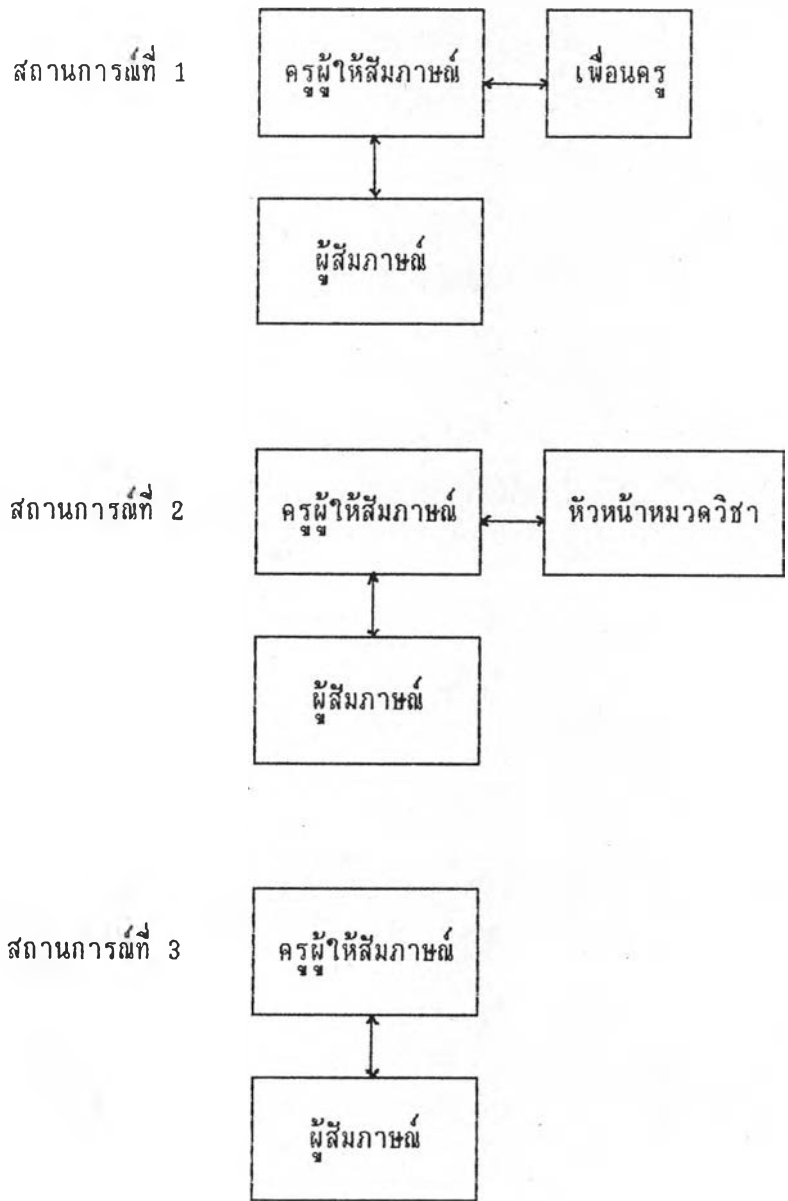 สถานการณ์ที่ 1 ครูผู้ให้สัมภาษณ์ เพื่อนครู
ผู้สัมภาษณ์
สถานการณ์ที่ 2 ครูผู้ให้สัมภาษณ์ หัวหน้าหมวดวิชา
ผู้สัมภาษณ์
สถานการณ์ที่ 3 ครูผู้ให้สัมภาษณ์
ผู้สัมภาษณ์